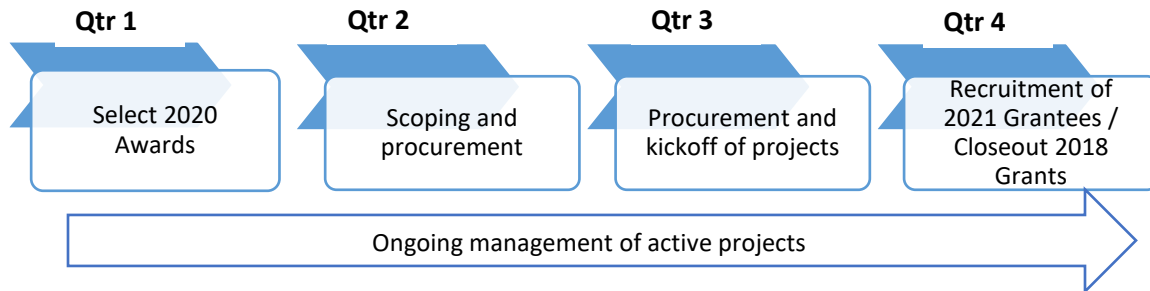 Qtr 1
Qtr 2
Qtr 3
Qtr 4
Select 2020
Awards
Scoping and
procurement
Procurement and
kickoff of projects
Recruitment of
2021 Grantees /
Closeout 2018
Grants
Ongoing management of active projects